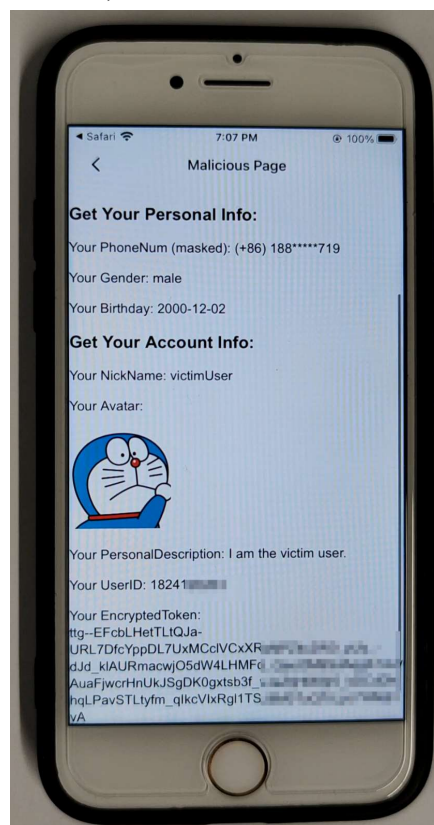 ◄ Safari 7:07 PM 100%
Malicious Page
Get Your Personal Info:
Your PhoneNum (masked): (+86) 188*****719
Your Gender: male
Your Birthday: 2000-12-02
Get Your Account Info:
Your NickName: victimUser
Your Avatar:
Your PersonalDescription: I am the victim user.
Your UserID: 18241
Your EncryptedToken:
ttg--EFcbLHetTLtQJa-
URL7DfcYppDL7UxMCclVCxXR
dJd_klAURmacwjO5dW4LHMFd
AuaFjwcrHnUkJSgDK0gxtsb3f_
hqLPavSTLtyfm_qIkcVIxRgl1TS
vA